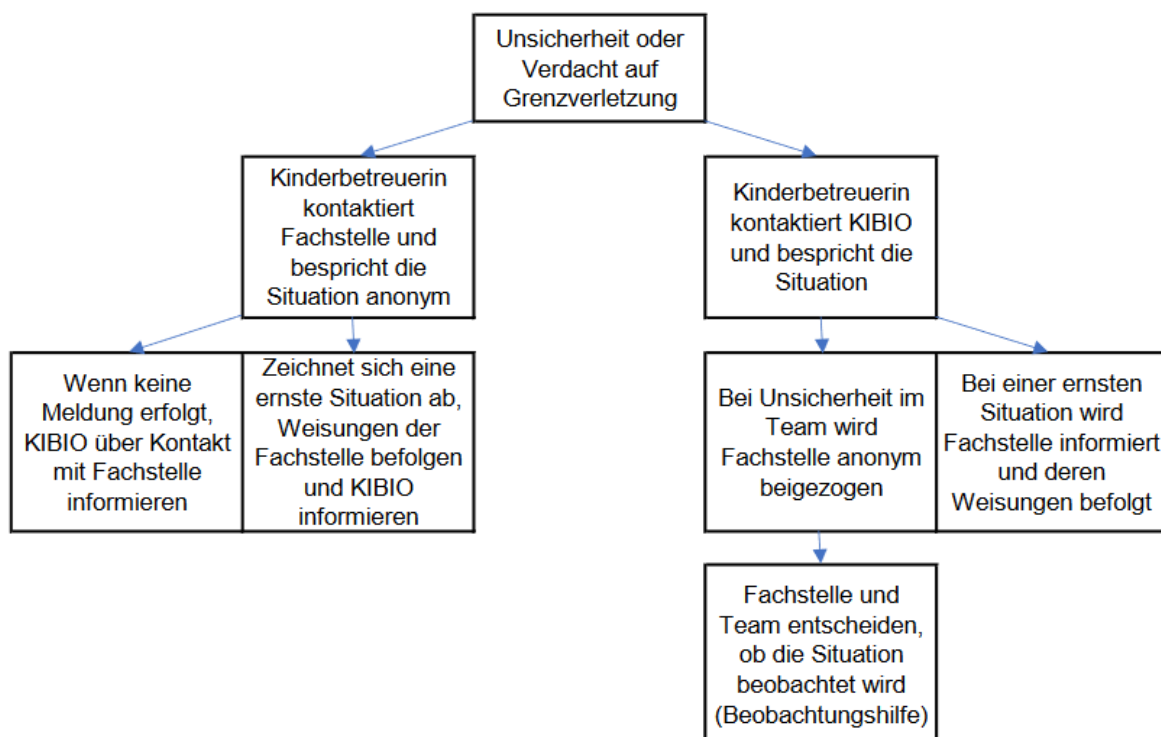 Unsicherheit oder
Verdacht auf
Grenzverletzung
Kinderbetreuerin
kontaktiert
Fachstelle und
bespricht die
Situation anonym
Kinderbetreuerin
kontaktiert KIBIO
und bespricht die
Situation
Wenn keine
Meldung erfolgt,
KIBIO über Kontakt
mit Fachstelle
informieren
Zeichnet sich eine
ernste Situation ab,
Weisungen der
Fachstelle befolgen
und KIBIO
informieren
Bei Unsicherheit im
Team wird
Fachstelle anonym
beigezogen
Bei einer ernsten
Situation wird
Fachstelle informiert
und deren
Weisungen befolgt
Fachstelle und
Team entscheiden,
ob die Situation
beobachtet wird
(Beobachtungshilfe)